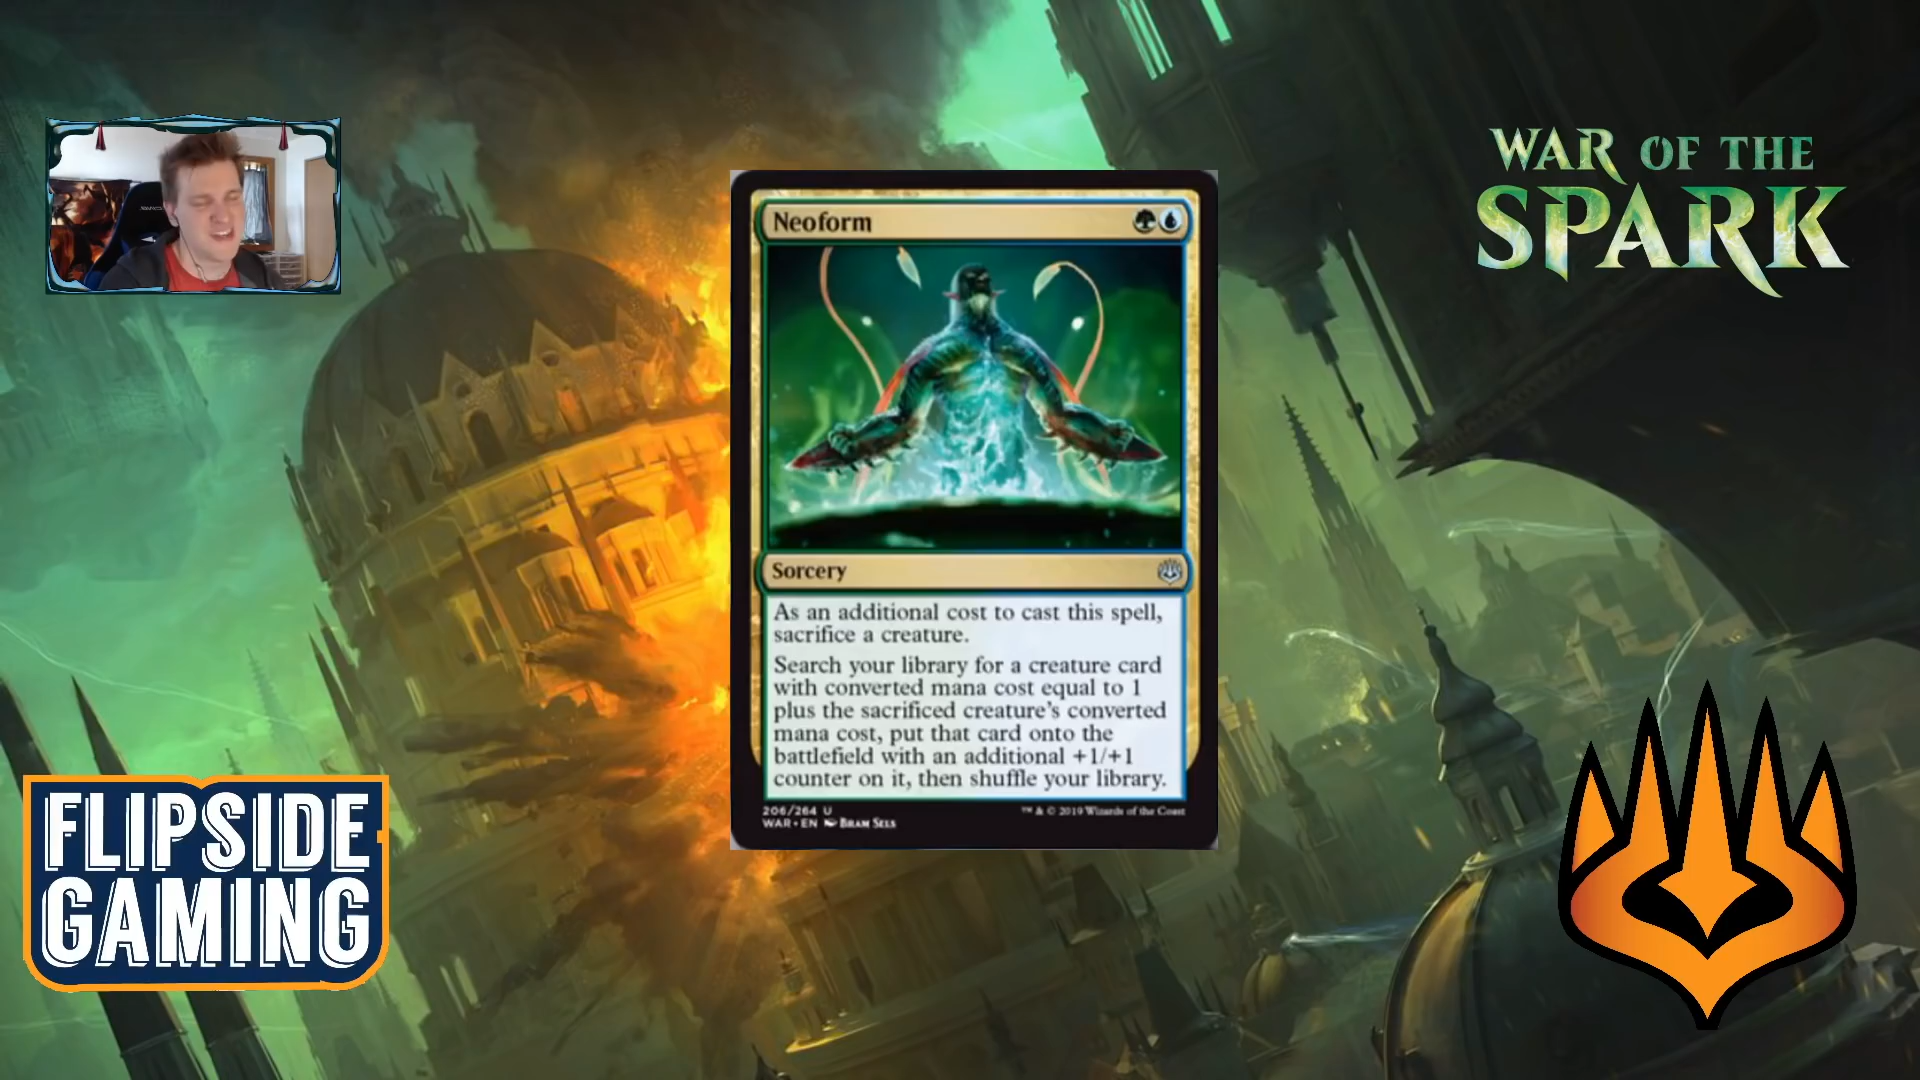 WAR OF THE
SPARK
Neoform
Sorcery
As an additional cost to cast this spell,
sacrifice a creature.
Search your library for a creature card
with converted mana cost equal to 1
plus the sacrificed creature's converted
mana cost, put that card onto the
battlefield with an additional +1/+1
counter on it, then shuffle your library.
206/264 U
™ & © 2019 Wizards of the Coast
WAR • EN BRAM SELS
FLIPSIDE
GAMING